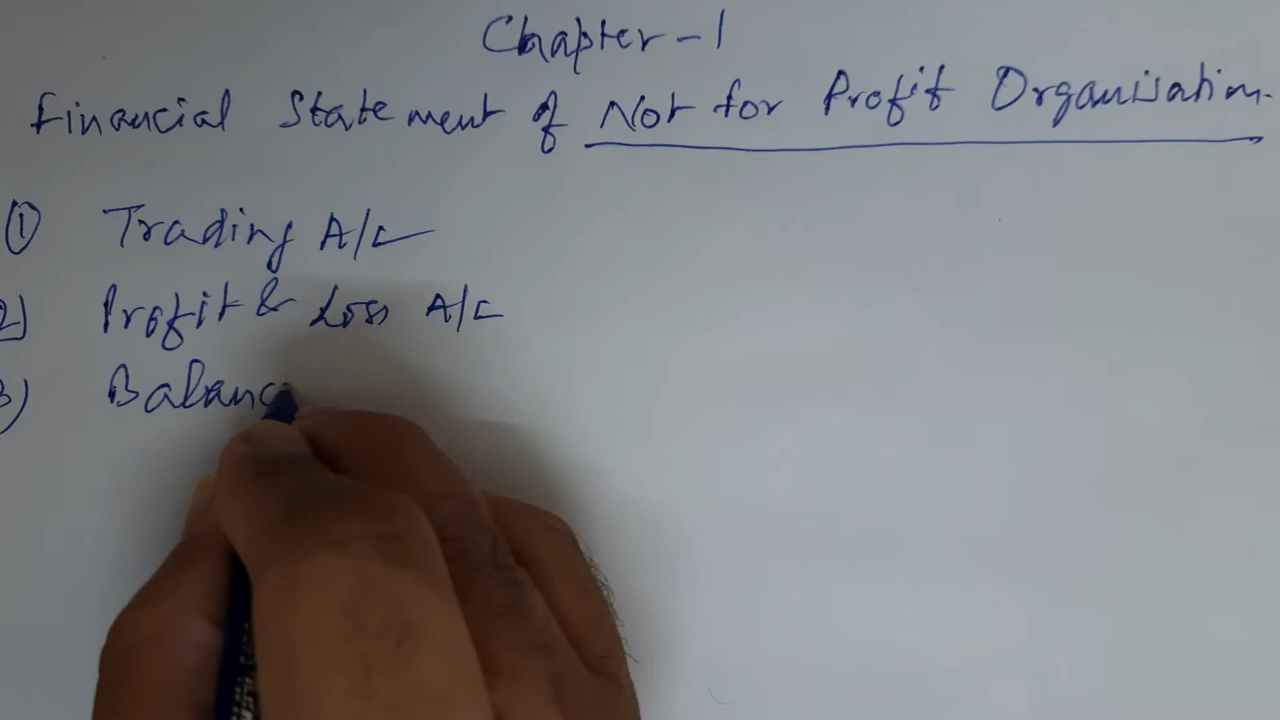 Chapter-1
Financial Statement of Not for Profit Organisation.
① Trading A/C
2) Profit & Loss A/C
3) Balanc